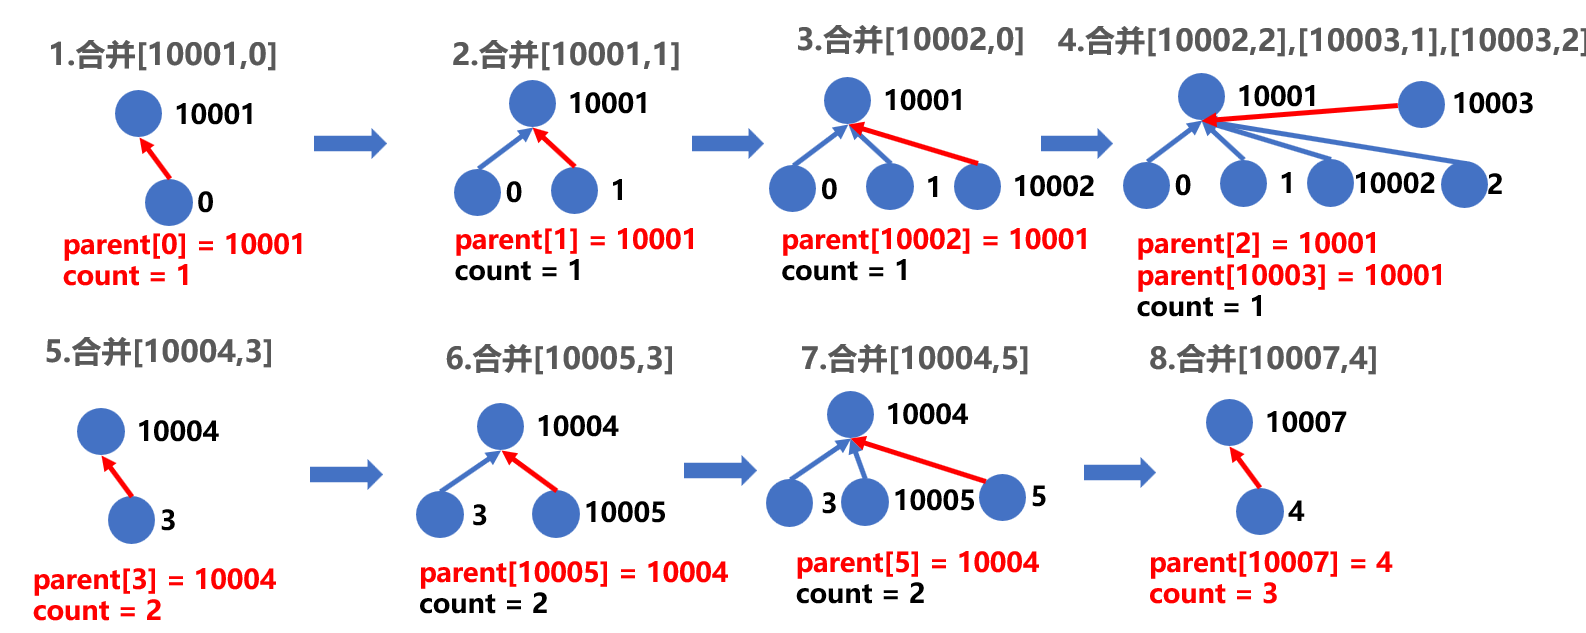 1.合并[10001,0]
10001
0
parent[0] = 10001
count = 1
2.合并[10001,1]
10001
0
1
parent[1] = 10001
count = 1
3.合并[10002,0]
10001
0
1
10002
parent[10002] = 10001
count = 1
4.合并[10002,2],[10003,1],[10003,2]
10001
10003
0
1
10002
2
parent[2] = 10001
parent[10003] = 10001
count = 1
5.合并[10004,3]
10004
3
parent[3] = 10004
count = 2
6.合并[10005,3]
10004
3
10005
parent[10005] = 10004
count = 2
7.合并[10004,5]
10004
3
10005
5
parent[5] = 10004
count = 2
8.合并[10007,4]
10007
4
parent[10007] = 4
count = 3